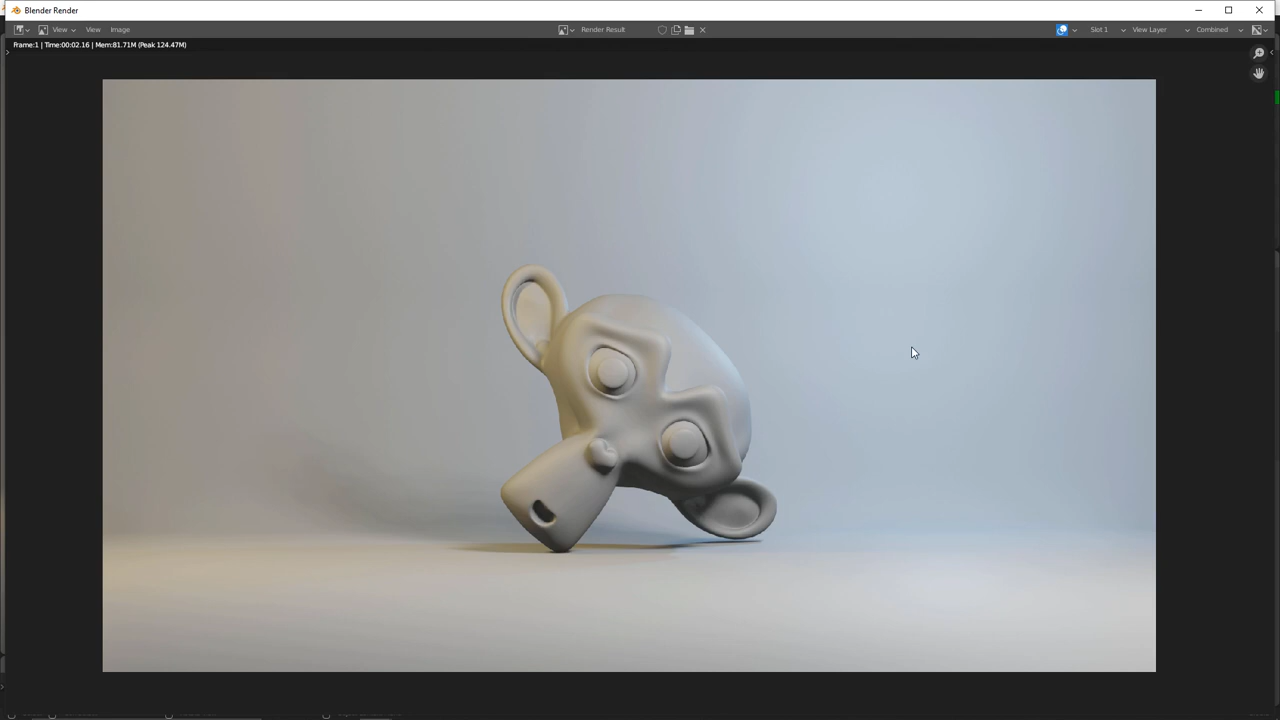 Blender Render
View View Image Render Result Slot 1 View Layer Combined
Frame:1 | Time:00:02.16 | Mem:81.71M (Peak 124.47M)